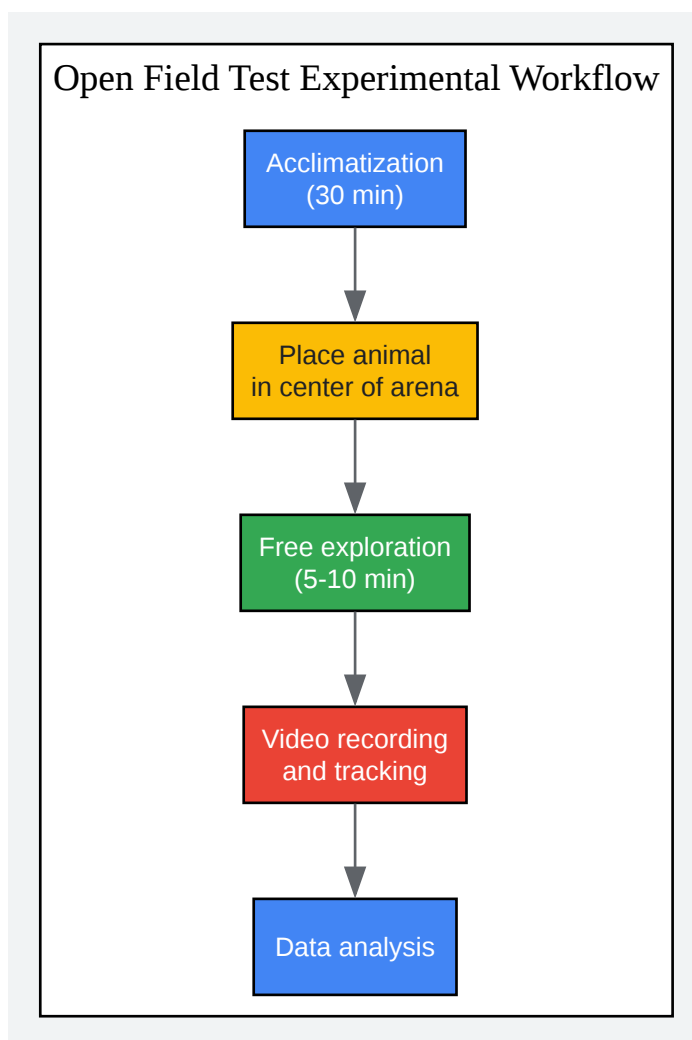 Open Field Test Experimental Workflow
Acclimatization
(30 min)
Place animal
in center of arena
Free exploration
(5-10 min)
Video recording
and tracking
Data analysis